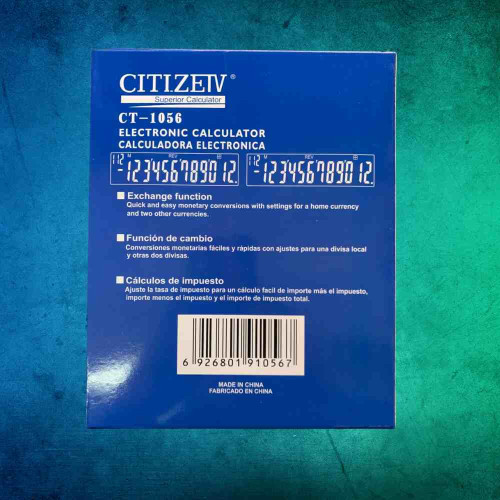 CITIZEIV®
Superior Calculator
CT-1056
ELECTRONIC CALCULATOR
CALCULADORA ELECTRONICA
112 M REV
-123456789012. -123456789012.
Exchange function
Quick and easy monetary conversions with settings for a home currency
and two other currencies.
Función de cambio
Conversiones monetarias fáciles y rápidas con ajustes para una divisa local
y otras dos divisas.
Cálculos de impuesto
Ajuste la tasa de impuesto para un cálculo facil de importe más el impuesto,
importe menos el impuesto y el importe de impuesto total.
6 926801 910567
MADE IN CHINA
FABRICADO EN CHINA